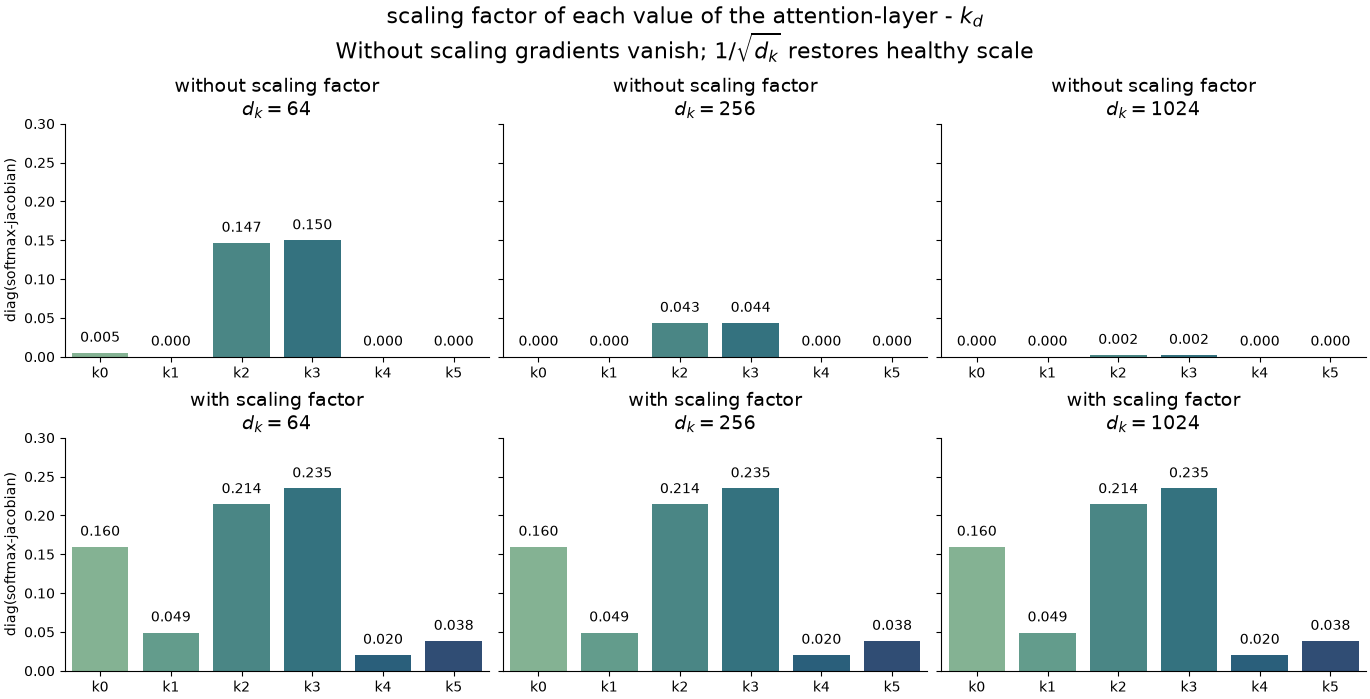 scaling factor of each value of the attention-layer - $k_d$
Without scaling gradients vanish; $1/\sqrt{d_k}$ restores healthy scale
without scaling factor
$d_k = 64$
without scaling factor
$d_k = 256$
without scaling factor
$d_k = 1024$
diag(softmax-jacobian)
0.30
0.25
0.20
0.15
0.10
0.05
0.00
0.005 0.000 0.147 0.150 0.000 0.000
k0 k1 k2 k3 k4 k5
0.000 0.000 0.043 0.044 0.000 0.000
k0 k1 k2 k3 k4 k5
0.000 0.000 0.002 0.002 0.000 0.000
k0 k1 k2 k3 k4 k5
with scaling factor
$d_k = 64$
with scaling factor
$d_k = 256$
with scaling factor
$d_k = 1024$
diag(softmax-jacobian)
0.30
0.25
0.20
0.15
0.10
0.05
0.00
0.160 0.049 0.214 0.235 0.020 0.038
k0 k1 k2 k3 k4 k5
0.160 0.049 0.214 0.235 0.020 0.038
k0 k1 k2 k3 k4 k5
0.160 0.049 0.214 0.235 0.020 0.038
k0 k1 k2 k3 k4 k5